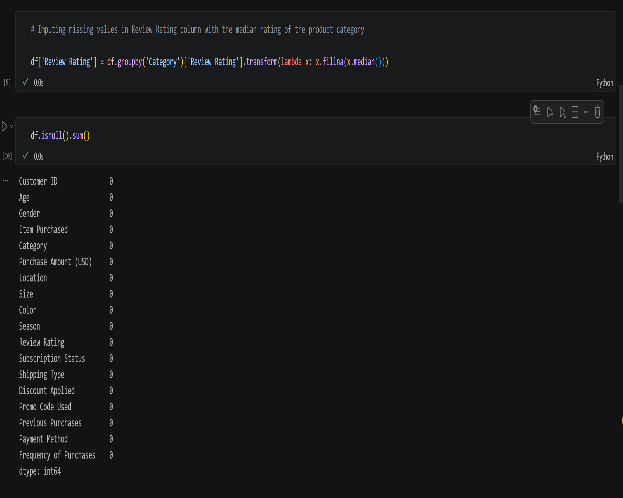 # Imputing missing values in Review Rating column with the median rating of the product category
df['Review Rating'] = df.groupby('Category')['Review Rating'].transform(lambda x: x.fillna(x.median()))
[9] ✓ 0.0s Python
df.isnull().sum()
[10] ✓ 0.0s Python
... Customer ID 0
Age 0
Gender 0
Item Purchased 0
Category 0
Purchase Amount (USD) 0
Location 0
Size 0
Color 0
Season 0
Review Rating 0
Subscription Status 0
Shipping Type 0
Discount Applied 0
Promo Code Used 0
Previous Purchases 0
Payment Method 0
Frequency of Purchases 0
dtype: int64